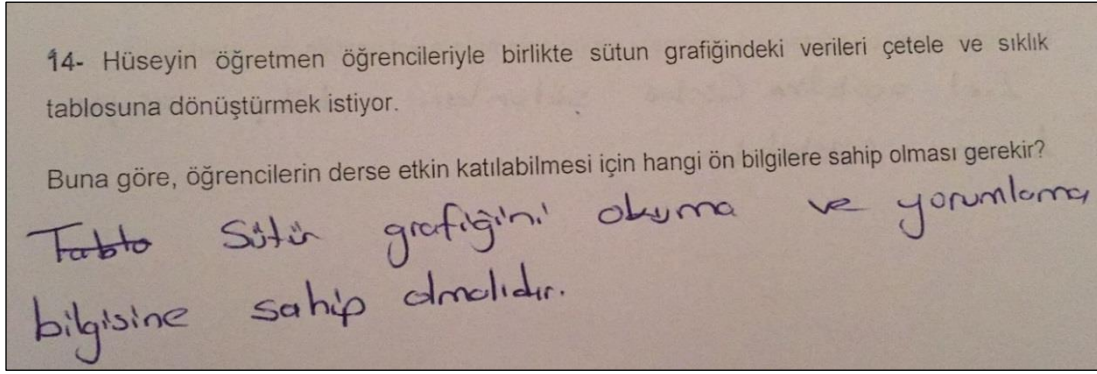 14- Hüseyin öğretmen öğrencileriyle birlikte sütun grafiğindeki verileri çetele ve sıklık
tablosuna dönüştürmek istiyor.
Buna göre, öğrencilerin derse etkin katılabilmesi için hangi ön bilgilere sahip olması gerekir?
Tablo Sütün grafiğini okuma ve yorumlama
bilgisine sahip olmalıdır.